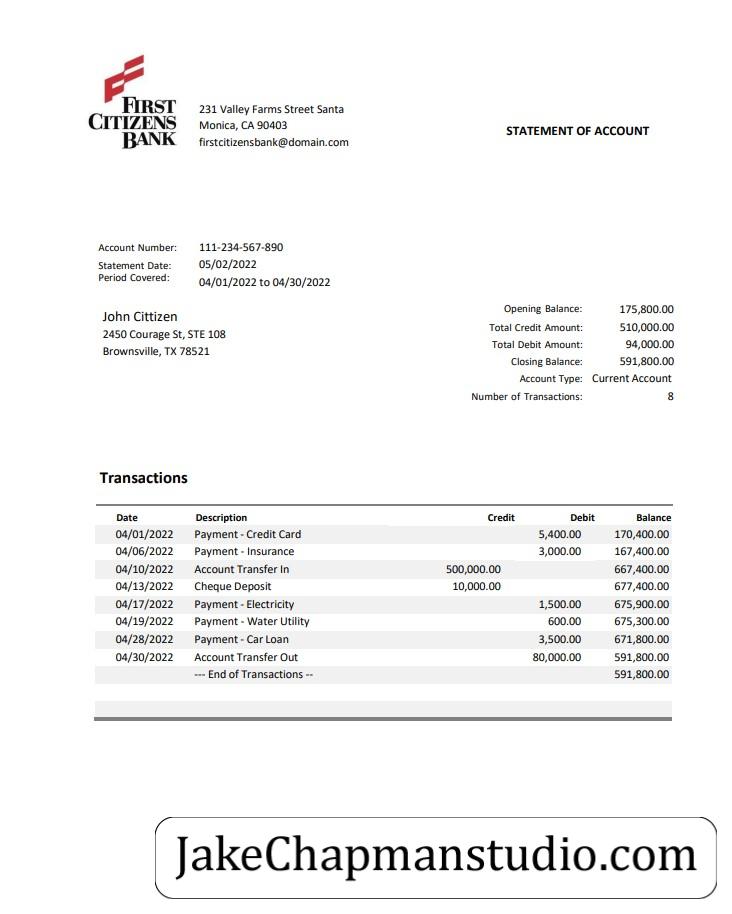 FIRST
CITIZENS
BANK
231 Valley Farms Street Santa
Monica, CA 90403
firstcitizensbank@domain.com
STATEMENT OF ACCOUNT
Account Number: 111-234-567-890
Statement Date: 05/02/2022
Period Covered: 04/01/2022 to 04/30/2022
John Cittizen
2450 Courage St, STE 108
Brownsville, TX 78521
Opening Balance: 175,800.00
Total Credit Amount: 510,000.00
Total Debit Amount: 94,000.00
Closing Balance: 591,800.00
Account Type: Current Account
Number of Transactions: 8
Transactions
Date Description Credit Debit Balance
04/01/2022 Payment - Credit Card 5,400.00 170,400.00
04/06/2022 Payment - Insurance 3,000.00 167,400.00
04/10/2022 Account Transfer In 500,000.00 667,400.00
04/13/2022 Cheque Deposit 10,000.00 677,400.00
04/17/2022 Payment - Electricity 1,500.00 675,900.00
04/19/2022 Payment - Water Utility 600.00 675,300.00
04/28/2022 Payment - Car Loan 3,500.00 671,800.00
04/30/2022 Account Transfer Out 80,000.00 591,800.00
--- End of Transactions -- 591,800.00
JakeChapmanstudio.com